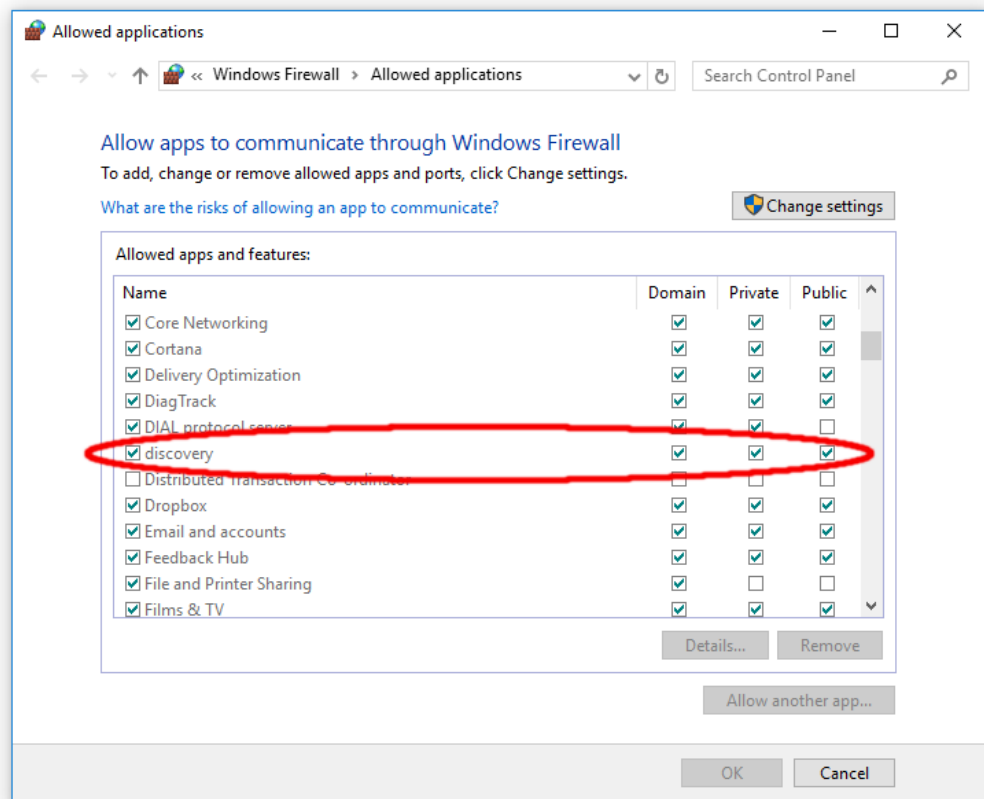 Allowed applications
« Windows Firewall > Allowed applications
Search Control Panel
Allow apps to communicate through Windows Firewall
To add, change or remove allowed apps and ports, click Change settings.
What are the risks of allowing an app to communicate?
Change settings
Allowed apps and features:
Name Domain Private Public
Core Networking
Cortana
Delivery Optimization
DiagTrack
DIAL protocol server
discovery
Distributed Transaction Co-ordinator
Dropbox
Email and accounts
Feedback Hub
File and Printer Sharing
Films & TV
Details... Remove
Allow another app...
OK Cancel